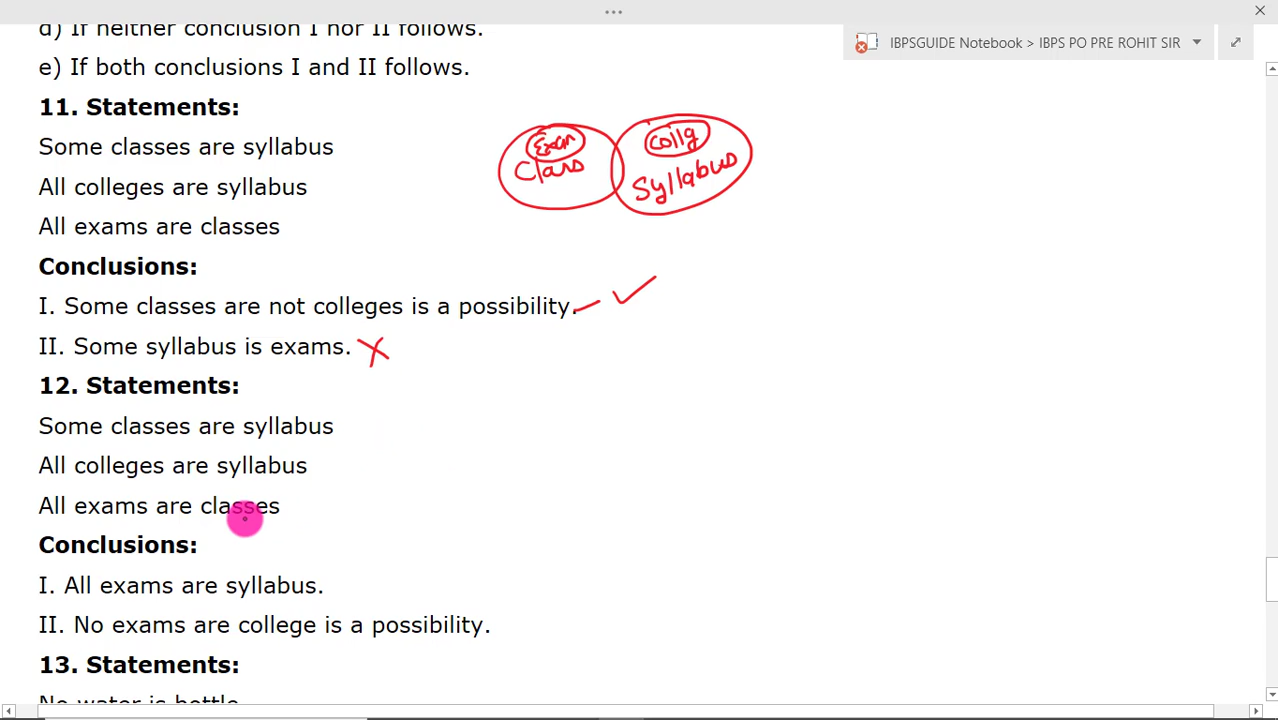 ...
d) If neither conclusion I nor II follows.
IBPSGUIDE Notebook > IBPS PO PRE ROHIT SIR
e) If both conclusions I and II follows.
11. Statements:
Some classes are syllabus
All colleges are syllabus
All exams are classes
Exam
Class
Collg
Syllabus
Conclusions:
I. Some classes are not colleges is a possibility.
II. Some syllabus is exams.
12. Statements:
Some classes are syllabus
All colleges are syllabus
All exams are classes
Conclusions:
I. All exams are syllabus.
II. No exams are college is a possibility.
13. Statements:
No water is bottle